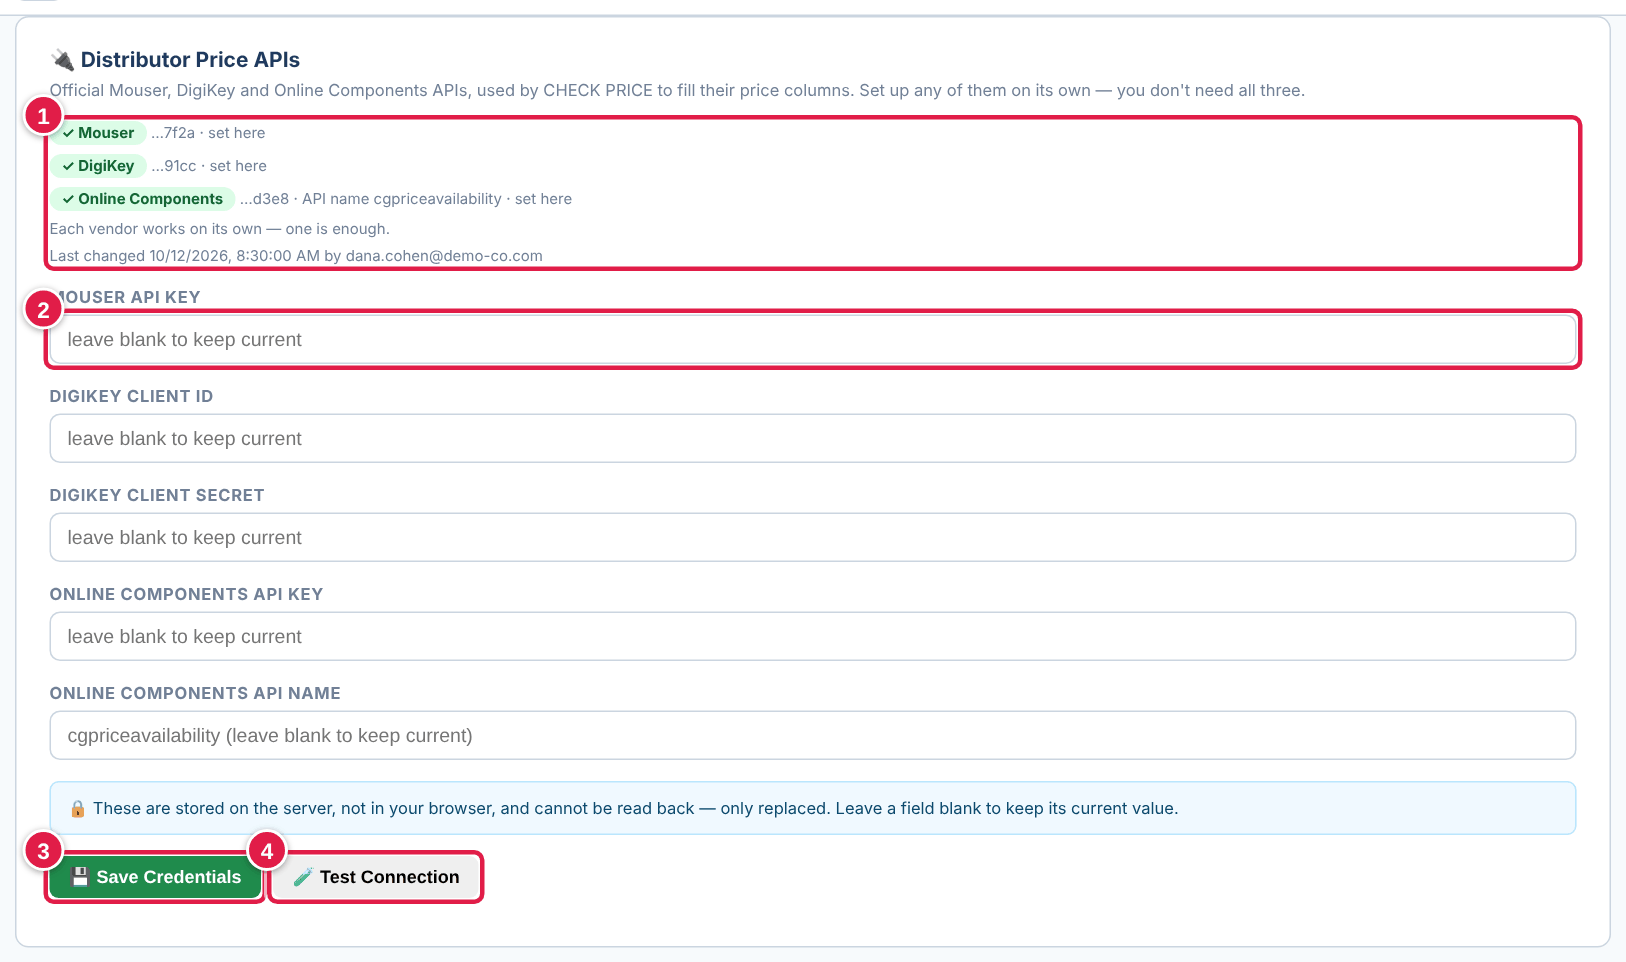 Distributor Price APIs
Official Mouser, DigiKey and Online Components APIs, used by CHECK PRICE to fill their price columns. Set up any of them on its own — you don't need all three.
1
✓ Mouser ...7f2a · set here
✓ DigiKey ...91cc · set here
✓ Online Components ...d3e8 · API name cgpriceavailability · set here
Each vendor works on its own — one is enough.
Last changed 10/12/2026, 8:30:00 AM by dana.cohen@demo-co.com
MOUSER API KEY
2
leave blank to keep current
DIGIKEY CLIENT ID
leave blank to keep current
DIGIKEY CLIENT SECRET
leave blank to keep current
ONLINE COMPONENTS API KEY
leave blank to keep current
ONLINE COMPONENTS API NAME
cgpriceavailability (leave blank to keep current)
These are stored on the server, not in your browser, and cannot be read back — only replaced. Leave a field blank to keep its current value.
3 4
Save Credentials Test Connection